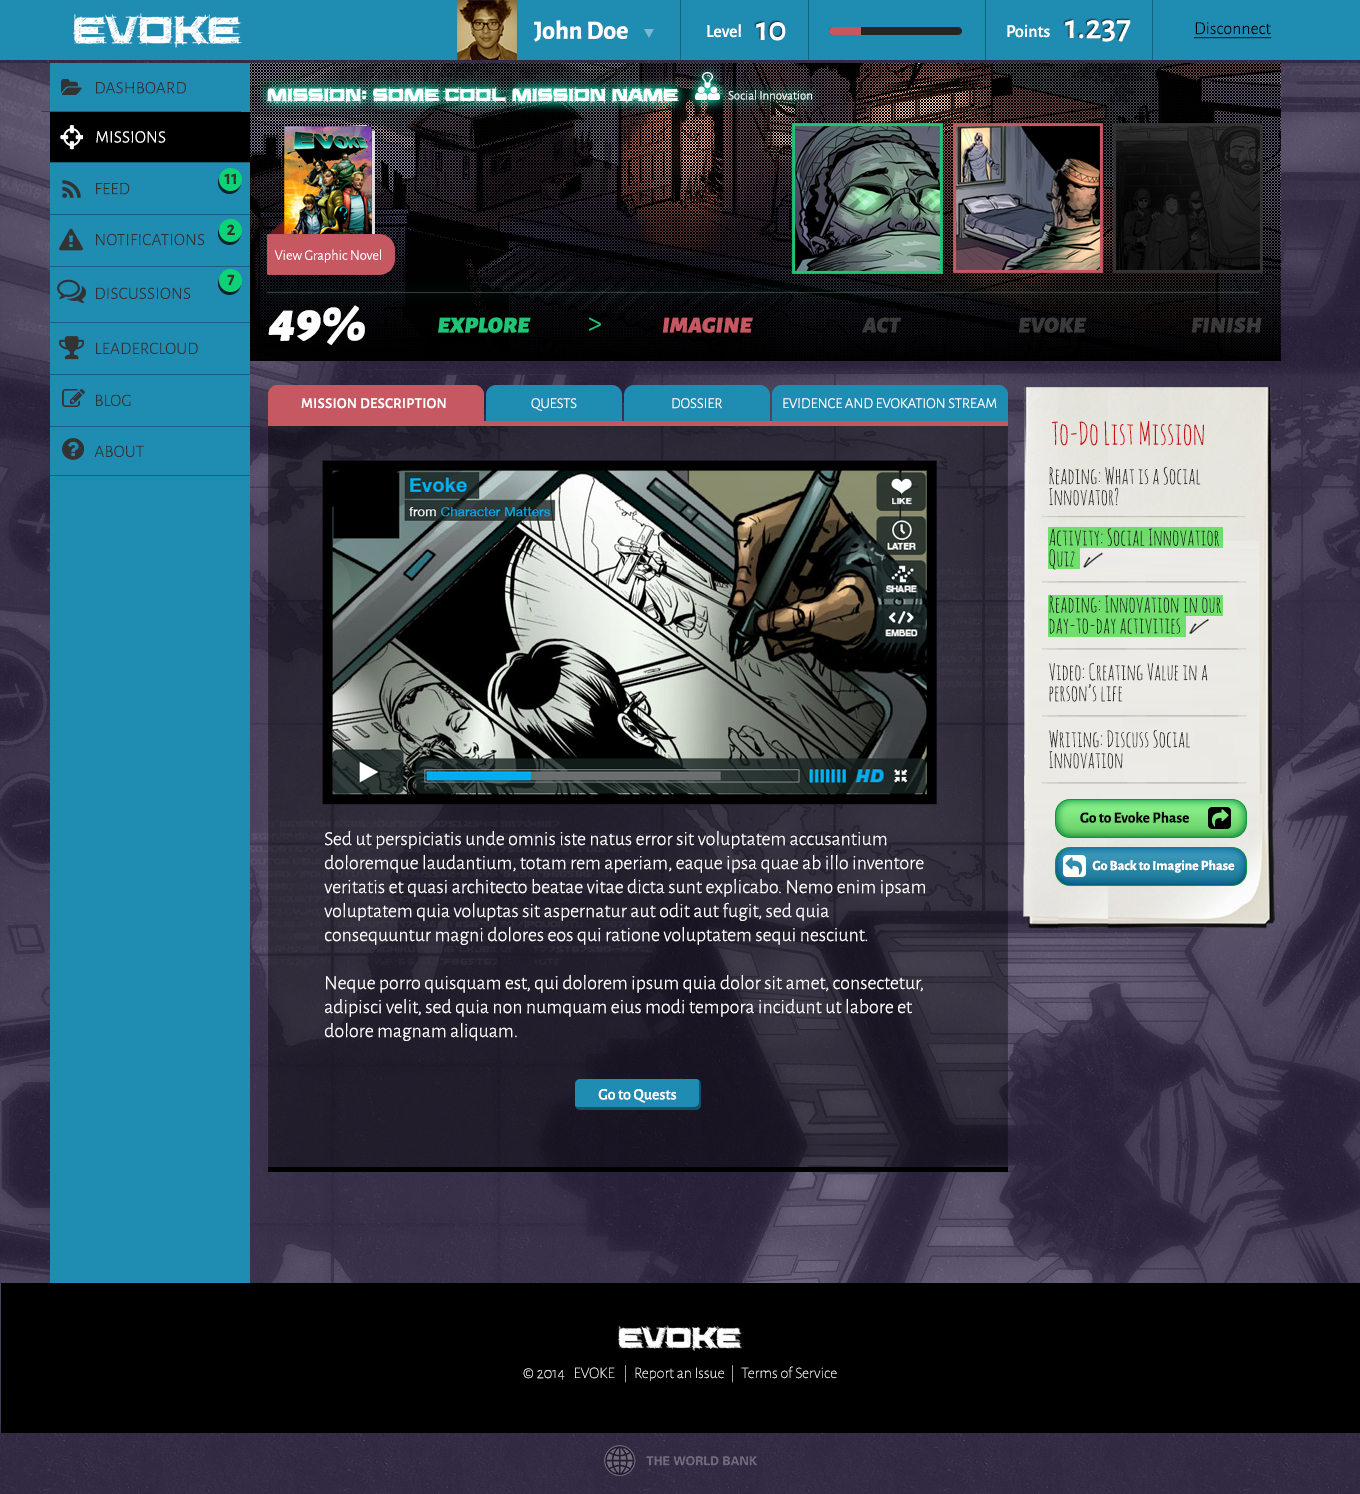 EVOKE
John Doe
Level 10
Points 1.237
Disconnect
DASHBOARD
MISSIONS
FEED
11
NOTIFICATIONS
2
DISCUSSIONS
7
LEADERCLOUD
BLOG
ABOUT
MISSION: SOME COOL MISSION NAME
Social Innovation
EVOKE
View Graphic Novel
49%
EXPLORE
>
IMAGINE
ACT
EVOKE
FINISH
MISSION DESCRIPTION
QUESTS
DOSSIER
EVIDENCE AND EVOKATION STREAM
Evoke
from Character Matters
LIKE
LATER
SHARE
EMBED
HD
Sed ut perspiciatis unde omnis iste natus error sit voluptatem accusantium
doloremque laudantium, totam rem aperiam, eaque ipsa quae ab illo inventore
veritatis et quasi architecto beatae vitae dicta sunt explicabo. Nemo enim ipsam
voluptatem quia voluptas sit aspernatur aut odit aut fugit, sed quia
consequuntur magni dolores eos qui ratione voluptatem sequi nesciunt.
Neque porro quisquam est, qui dolorem ipsum quia dolor sit amet, consectetur,
adipisci velit, sed quia non numquam eius modi tempora incidunt ut labore et
dolore magnam aliquam.
Go to Quests
To-Do List Mission
Reading: What is a Social
Innovator?
Activity: Social Innovatior
Quiz
Reading: Innovation in our
day-to-day activities
Video: Creating Value in a
person's life
Writing: Discuss Social
Innovation
Go to Evoke Phase
Go Back to Imagine Phase
EVOKE
© 2014 EVOKE | Report an Issue | Terms of Service
THE WORLD BANK